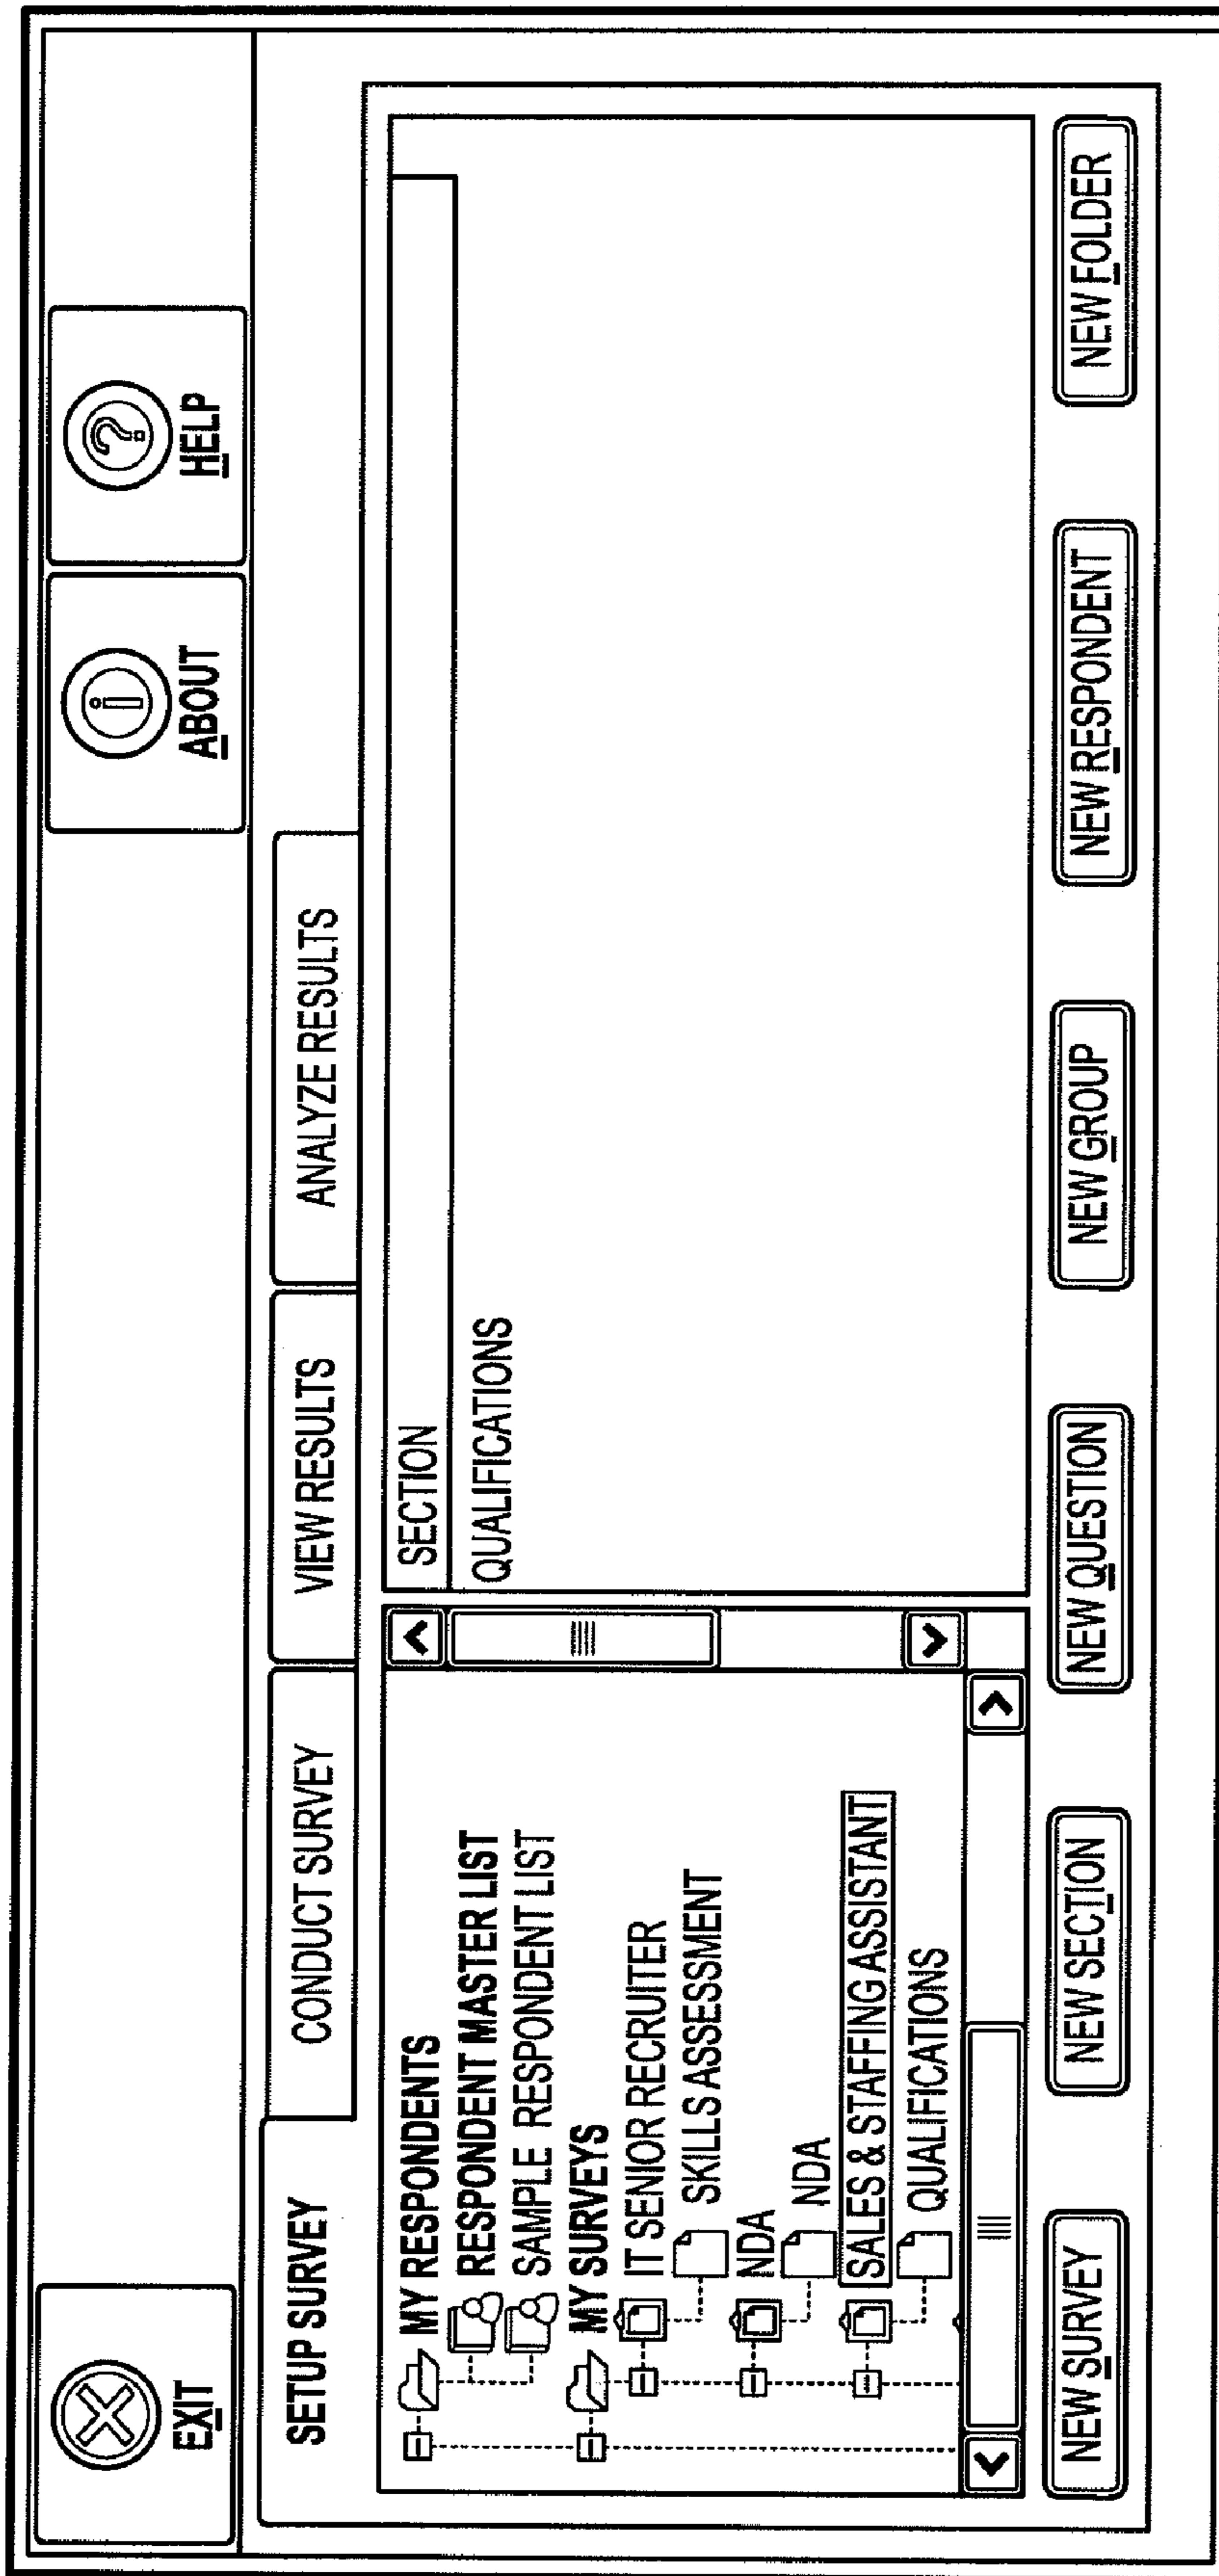 EXIT
ABOUT
HELP
SETUP SURVEY
CONDUCT SURVEY
VIEW RESULTS
ANALYZE RESULTS
MY RESPONDENTS
RESPONDENT MASTER LIST
SAMPLE RESPONDENT LIST
MY SURVEYS
IT SENIOR RECRUITER
SKILLS ASSESSMENT
NDA
NDA
SALES & STAFFING ASSISTANT
QUALIFICATIONS
SECTION
QUALIFICATIONS
NEW SURVEY
NEW SECTION
NEW QUESTION
NEW GROUP
NEW RESPONDENT
NEW FOLDER